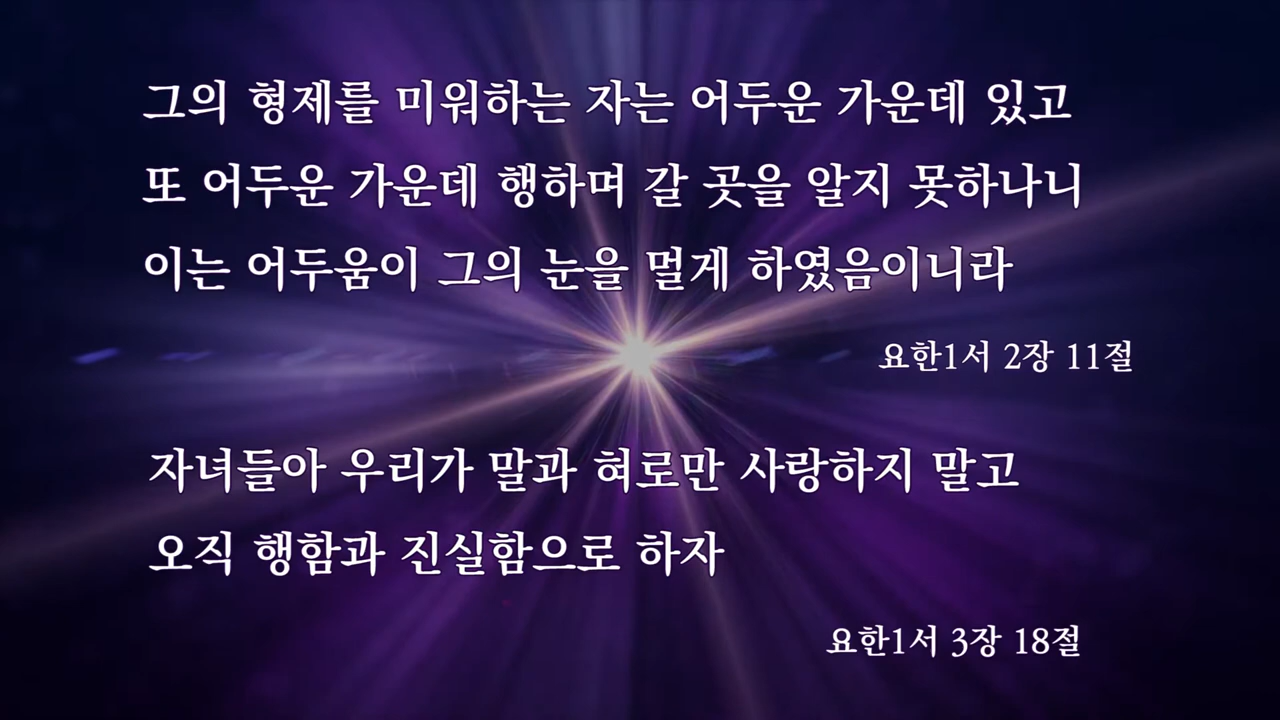 그의 형제를 미워하는 자는 어두운 가운데 있고
또 어두운 가운데 행하며 갈 곳을 알지 못하나니
이는 어두움이 그의 눈을 멀게 하였음이니라
요한1서 2장 11절
자녀들아 우리가 말과 혀로만 사랑하지 말고
오직 행함과 진실함으로 하자
요한1서 3장 18절